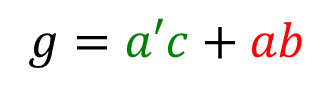 g = a′c + ab